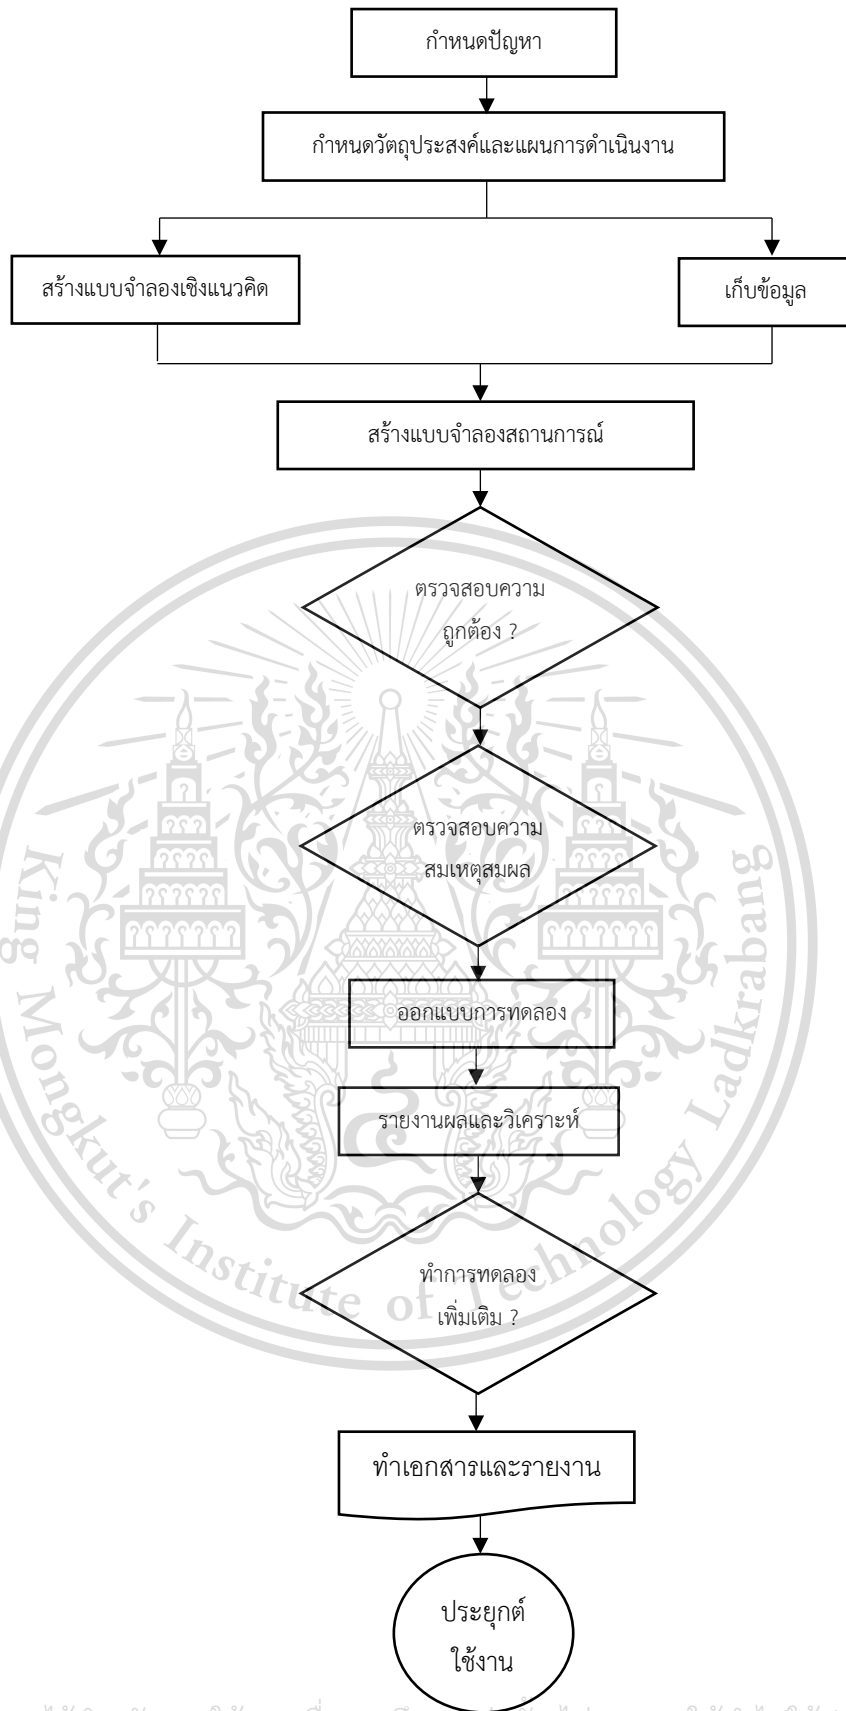 กำหนดปัญหา
กำหนดวัตถุประสงค์และแผนการดำเนินงาน
สร้างแบบจำลองเชิงแนวคิด
เก็บข้อมูล
สร้างแบบจำลองสถานการณ์
ตรวจสอบความ
ถูกต้อง ?
ตรวจสอบความ
สมเหตุสมผล
ออกแบบการทดลอง
รายงานผลและวิเคราะห์
ทำการทดลอง
เพิ่มเติม ?
ทำเอกสารและรายงาน
ประยุกต์
ใช้งาน
King Mongkut's Institute of Technology Ladkrabang